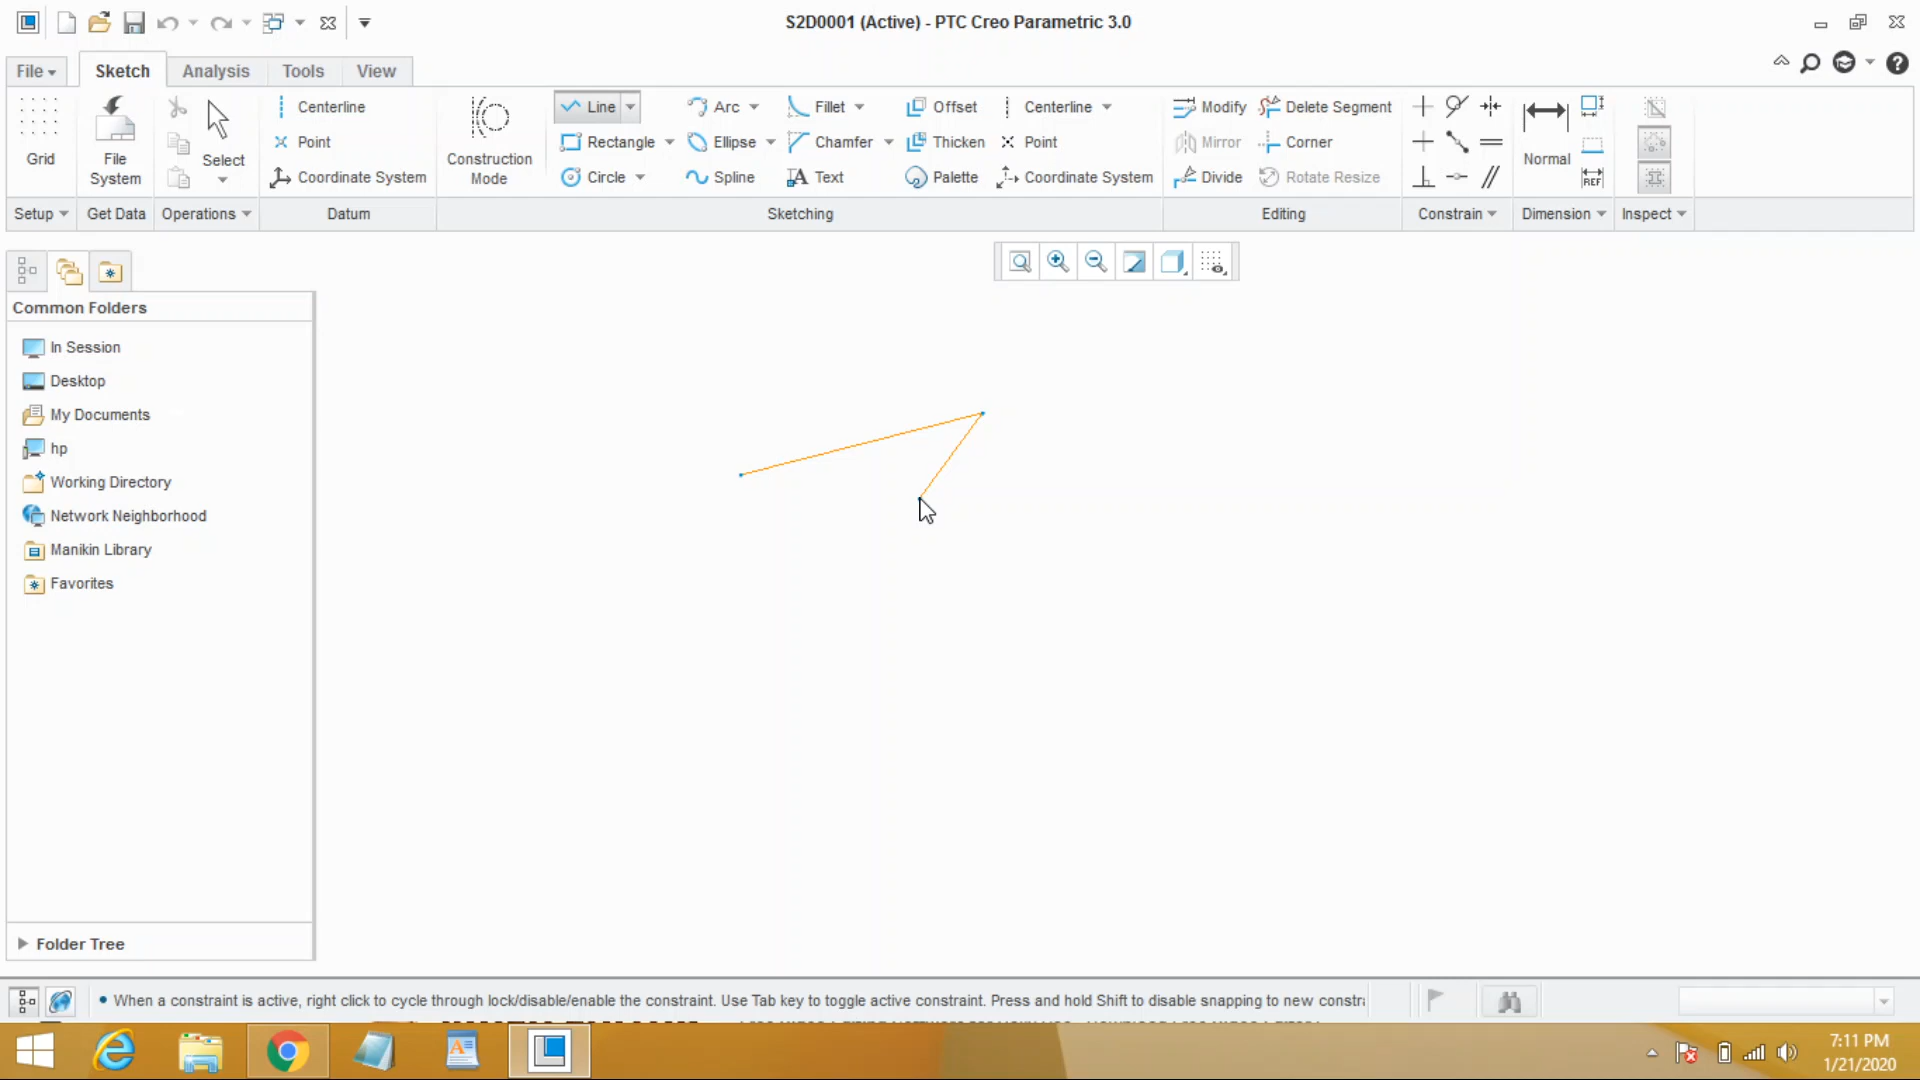 S2D0001 (Active) - PTC Creo Parametric 3.0
File
Sketch
Analysis
Tools
View
Grid
File System
Select
Centerline
Point
Coordinate System
Construction Mode
Line
Rectangle
Circle
Arc
Ellipse
Spline
Fillet
Chamfer
Text
Offset
Thicken
Palette
Centerline
Point
Coordinate System
Modify
Mirror
Divide
Delete Segment
Corner
Rotate Resize
Normal
REF
Setup
Get Data
Operations
Datum
Sketching
Editing
Constrain
Dimension
Inspect
Common Folders
In Session
Desktop
My Documents
hp
Working Directory
Network Neighborhood
Manikin Library
Favorites
Folder Tree
When a constraint is active, right click to cycle through lock/disable/enable the constraint. Use Tab key to toggle active constraint. Press and hold Shift to disable snapping to new constr
7:11 PM
1/21/2020